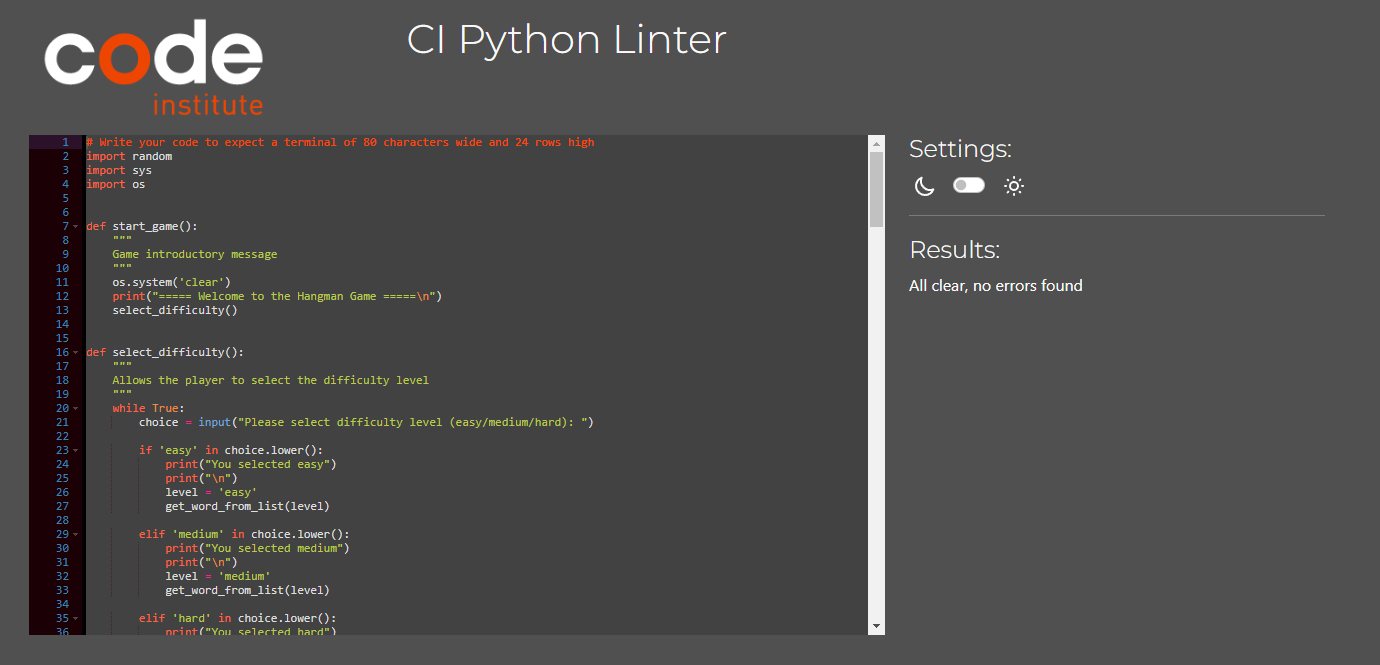 code
institute
CI Python Linter
1 # Write your code to expect a terminal of 80 characters wide and 24 rows high
2 import random
3 import sys
4 import os
5
6
7 def start_game():
8     """
9     Game introductory message
10     """
11     os.system('clear')
12     print("===== Welcome to the Hangman Game =====\n")
13     select_difficulty()
14
15
16 def select_difficulty():
17     """
18     Allows the player to select the difficulty level
19     """
20     while True:
21         choice = input("Please select difficulty level (easy/medium/hard): ")
22
23         if 'easy' in choice.lower():
24             print("You selected easy")
25             print("\n")
26             level = 'easy'
27             get_word_from_list(level)
28
29         elif 'medium' in choice.lower():
30             print("You selected medium")
31             print("\n")
32             level = 'medium'
33             get_word_from_list(level)
34
35         elif 'hard' in choice.lower():
36             print("You selected hard")
Settings:
Results:
All clear, no errors found